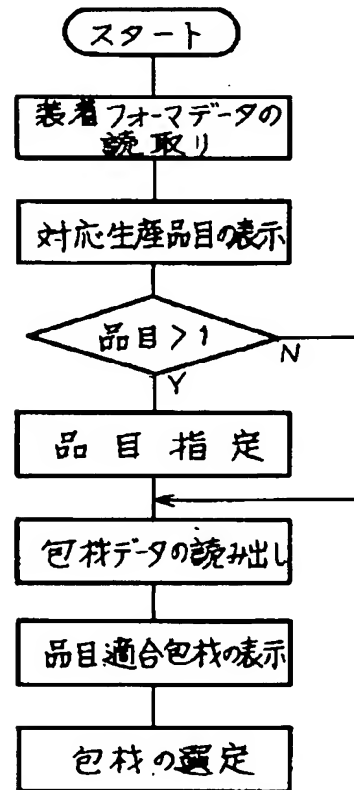 スタート
装着フォーマデータの
読取り
対応生産品目の表示
品目>1
N
Y
品目指定
包材データの読み出し
品目適合包材の表示
包材の選定